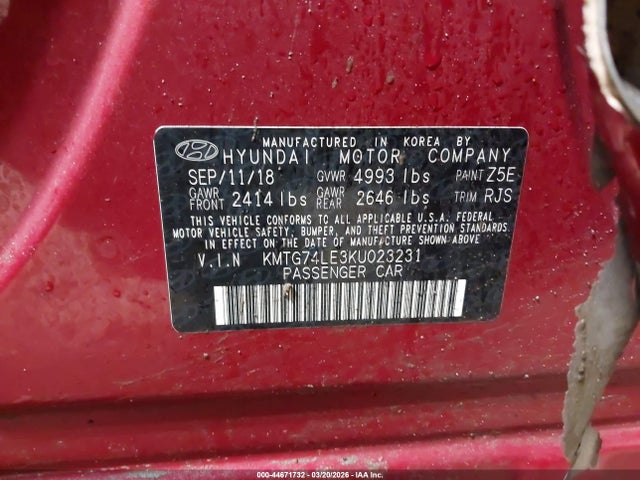 MANUFACTURED IN KOREA BY
HYUNDAI MOTOR COMPANY
SEP/11/18 GVWR 4993 lbs PAINT Z5E
GAWR FRONT 2414 lbs GAWR REAR 2646 lbs TRIM RJS
THIS VEHICLE CONFORMS TO ALL APPLICABLE U.S.A. FEDERAL
MOTOR VEHICLE SAFETY, BUMPER, AND THEFT PREVENTION
STANDARDS IN EFFECT ON THE DATE OF MANUFACTURE
SHOWN ABOVE.
V.I.N KMTG74LE3KU023231
PASSENGER CAR
000-44671732 - 03/20/2026 - IAAI.COM